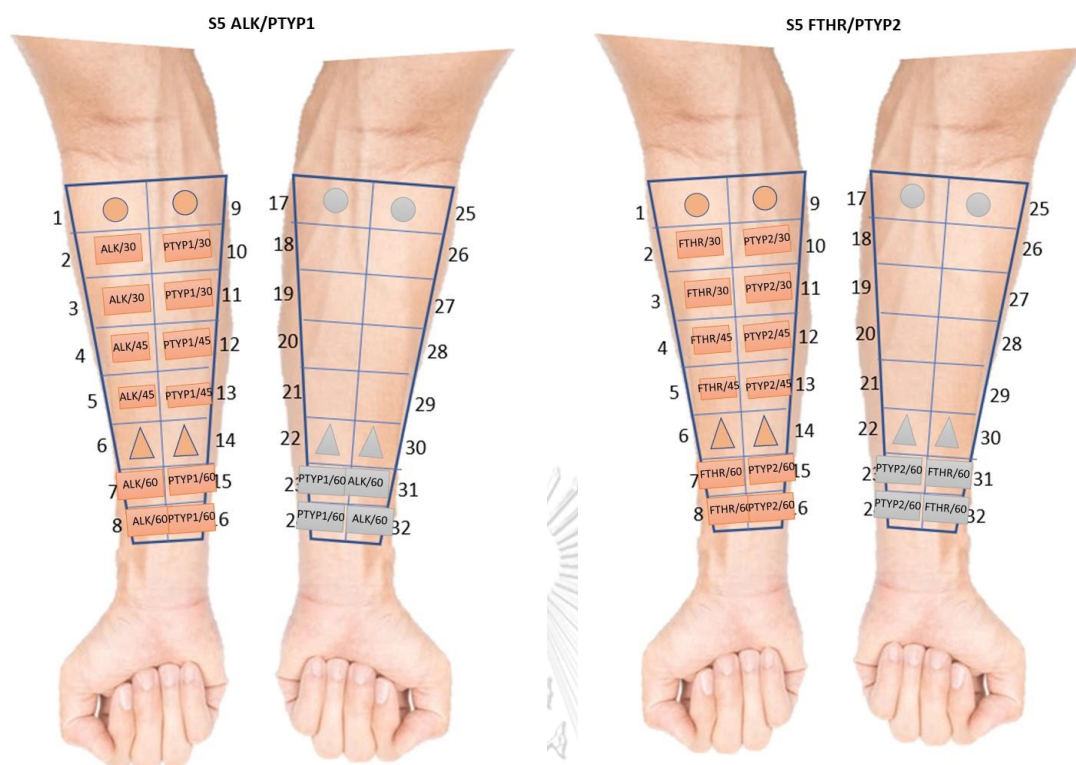 S5 ALK/PTYP1
1 9 17 25
2 ALK/30 PTYP1/30 10 18 26
3 ALK/30 PTYP1/30 11 19 27
4 ALK/45 PTYP1/45 12 20 28
5 ALK/45 PTYP1/45 13 21 29
6 14 22 30
7 ALK/60 PTYP1/60 15 PTYP1/60 ALK/60 31
8 ALK/60 PTYP1/60 PTYP1/60 ALK/60 32
S5 FTHR/PTYP2
1 9 17 25
2 FTHR/30 PTYP2/30 10 18 26
3 FTHR/30 PTYP2/30 11 19 27
4 FTHR/45 PTYP2/45 12 20 28
5 FTHR/45 PTYP2/45 13 21 29
6 14 22 30
7 FTHR/60 PTYP2/60 15 PTYP2/60 FTHR/60 31
8 FTHR/60 PTYP2/60 PTYP2/60 FTHR/60 32